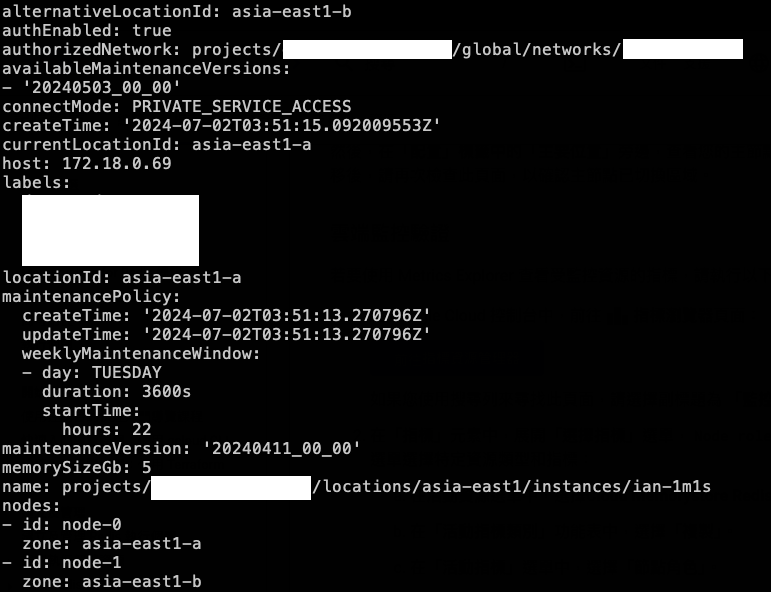 alternativeLocationId: asia-east1-b
authEnabled: true
authorizedNetwork: projects/ /global/networks/
availableMaintenanceVersions:
- '20240503_00_00'
connectMode: PRIVATE_SERVICE_ACCESS
createTime: '2024-07-02T03:51:15.092009553Z'
currentLocationId: asia-east1-a
host: 172.18.0.69
labels:
locationId: asia-east1-a
maintenancePolicy:
  createTime: '2024-07-02T03:51:13.270796Z'
  updateTime: '2024-07-02T03:51:13.270796Z'
  weeklyMaintenanceWindow:
  - day: TUESDAY
    duration: 3600s
    startTime:
      hours: 22
maintenanceVersion: '20240411_00_00'
memorySizeGb: 5
name: projects/ /locations/asia-east1/instances/ian-1m1s
nodes:
- id: node-0
  zone: asia-east1-a
- id: node-1
  zone: asia-east1-b